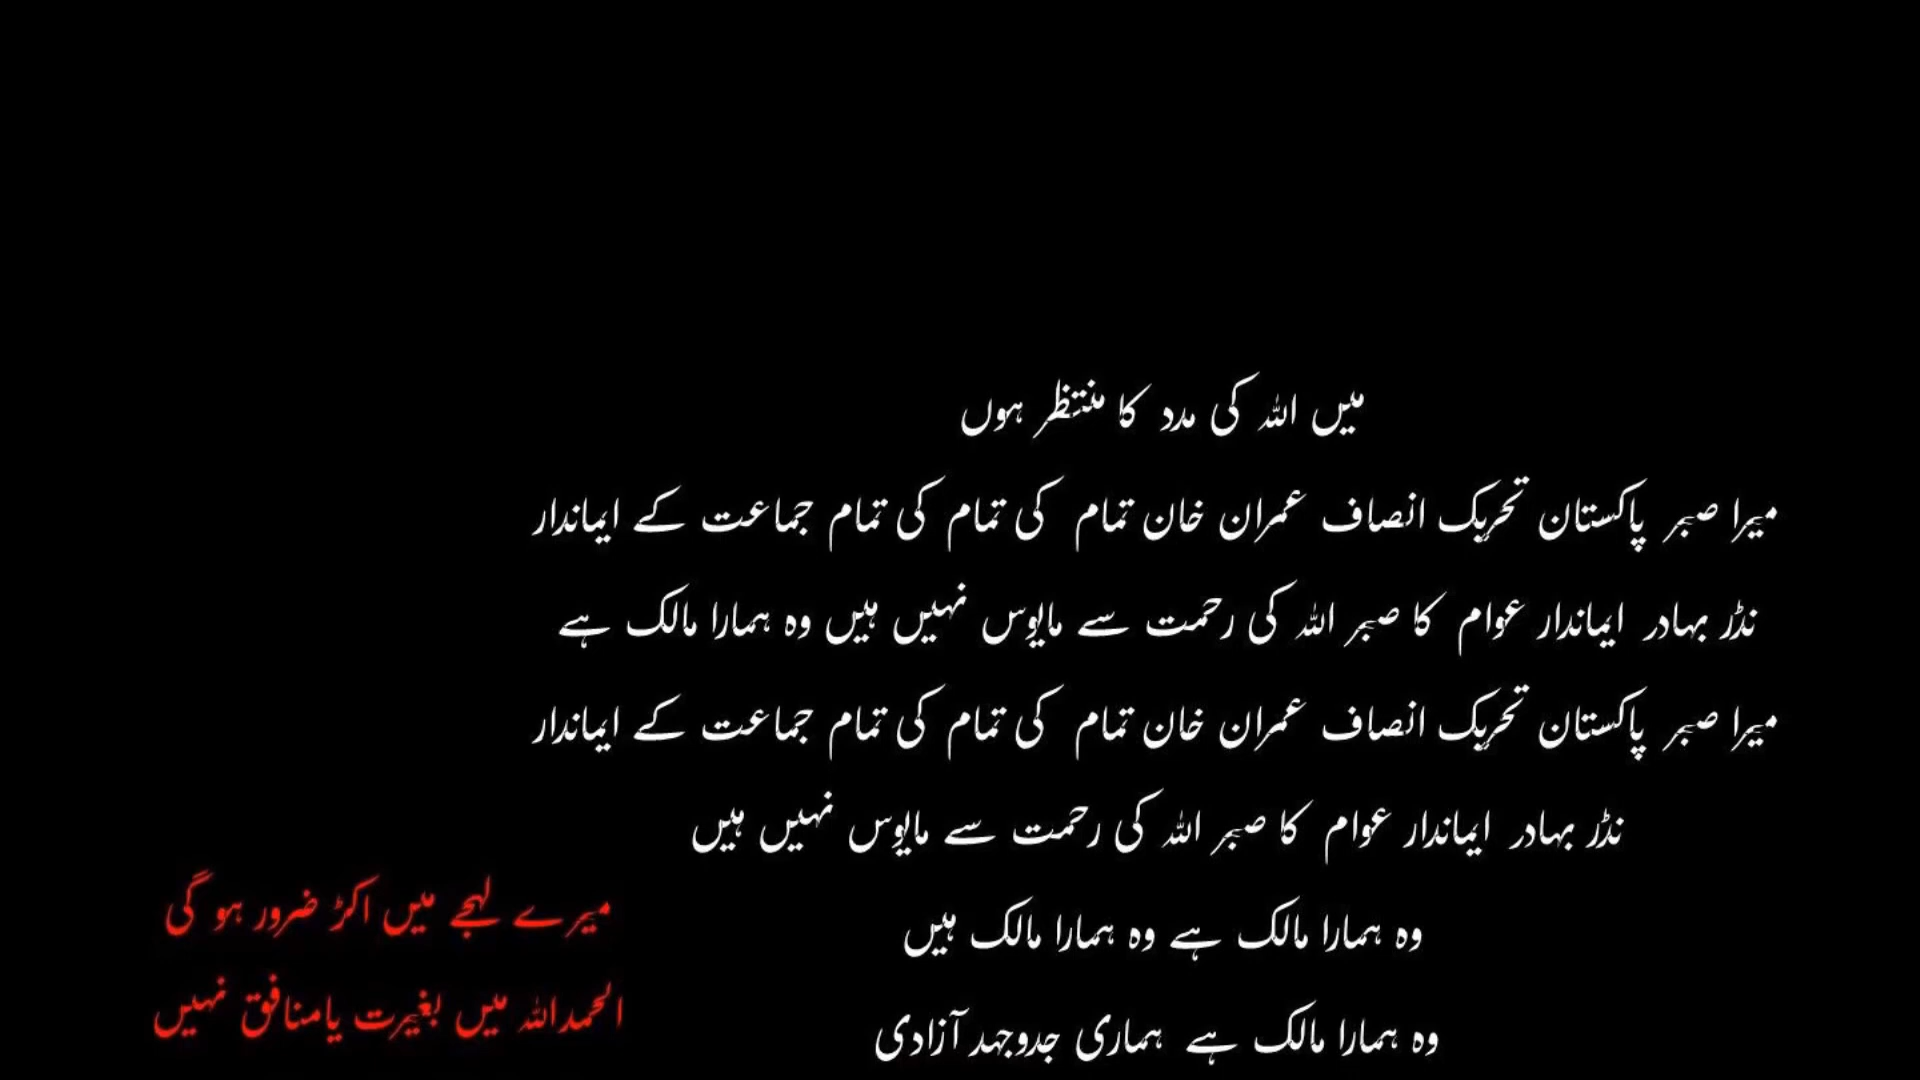 میں اللہ کی مدد کا منتظر ہوں
میرا صبر پاکستان تحریک انصاف عمران خان تمام کی تمام کی تمام جماعت کے ایماندار
نڈر بہادر ایماندار عوام کا صبر اللہ کی رحمت سے مایوس نہیں ہیں وہ ہمارا مالک ہے
میرا صبر پاکستان تحریک انصاف عمران خان تمام کی تمام کی تمام جماعت کے ایماندار
نڈر بہادر ایماندار عوام کا صبر اللہ کی رحمت سے مایوس نہیں ہیں
وہ ہمارا مالک ہے وہ ہمارا مالک ہیں
وہ ہمارا مالک ہے ہماری جدوجہد آزادی
میرے لہجے میں اکڑ ضرور ہو گی
الحمداللہ میں بغیرت یامنافق نہیں